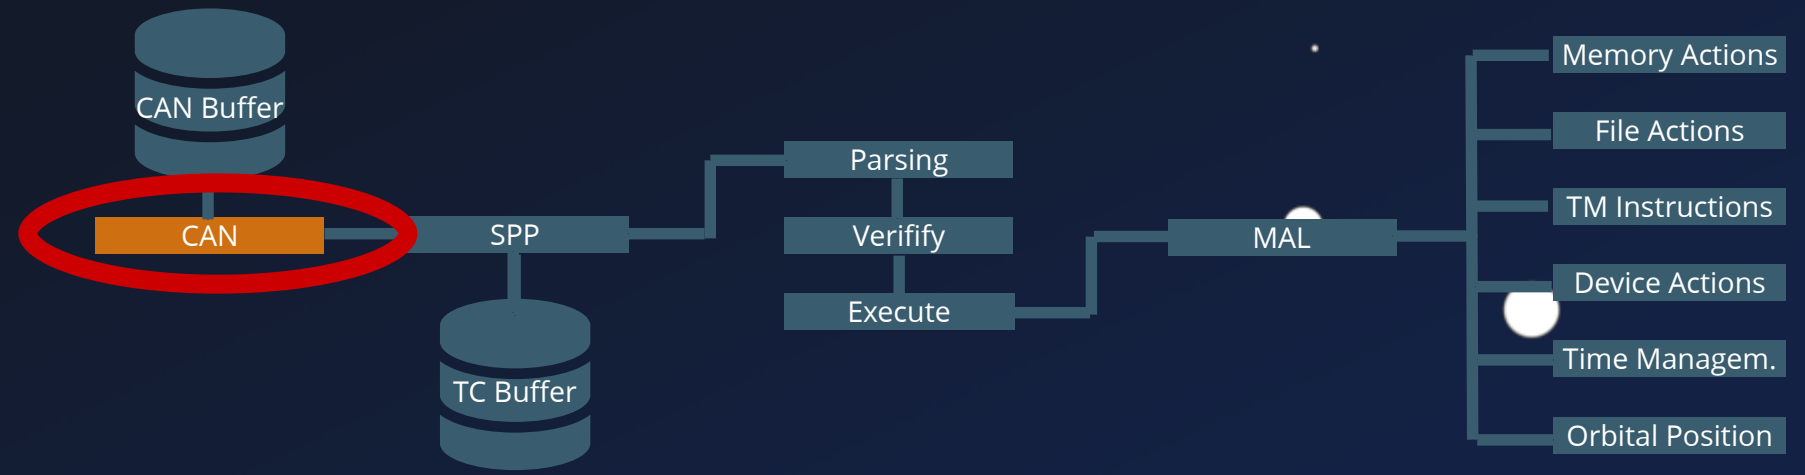 CAN Buffer
CAN
SPP
TC Buffer
Parsing
Verifify
Execute
MAL
Memory Actions
File Actions
TM Instructions
Device Actions
Time Managem.
Orbital Position